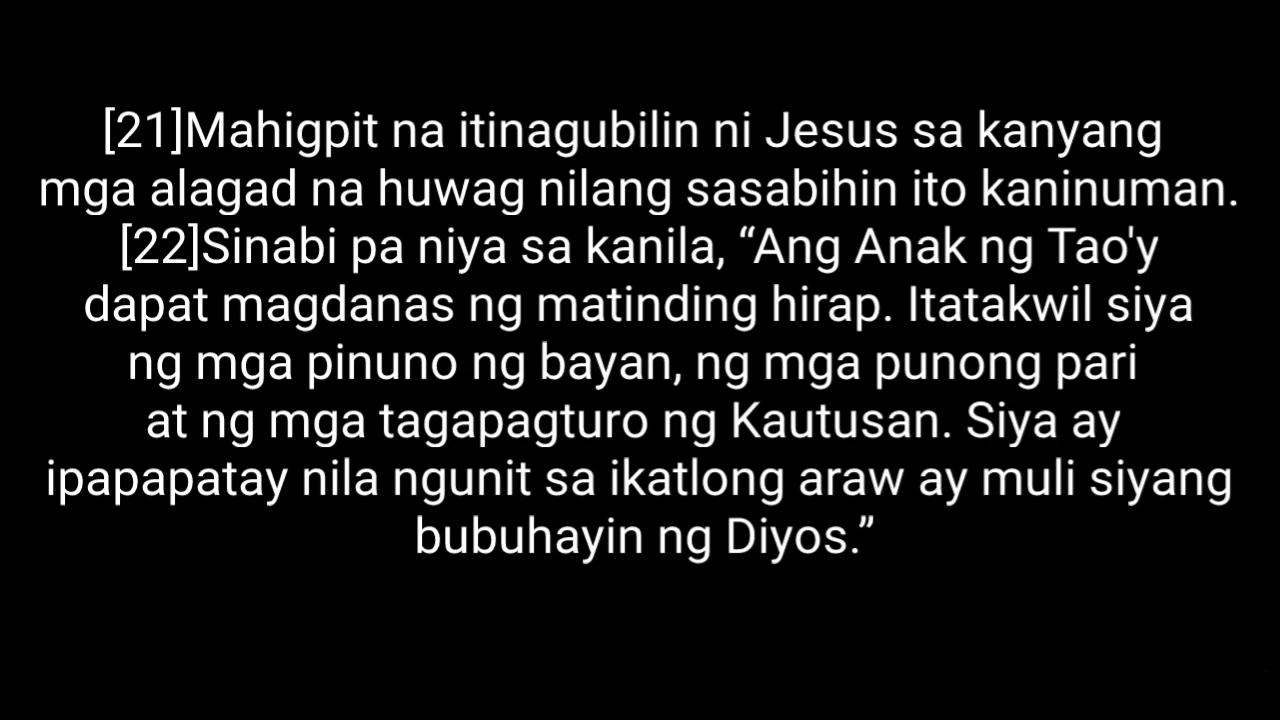 [21]Mahigpit na itinagubilin ni Jesus sa kanyang
mga alagad na huwag nilang sasabihin ito kaninuman.
[22]Sinabi pa niya sa kanila, “Ang Anak ng Tao'y
dapat magdanas ng matinding hirap. Itatakwil siya
ng mga pinuno ng bayan, ng mga punong pari
at ng mga tagapagturo ng Kautusan. Siya ay
ipapapatay nila ngunit sa ikatlong araw ay muli siyang
bubuhayin ng Diyos.”